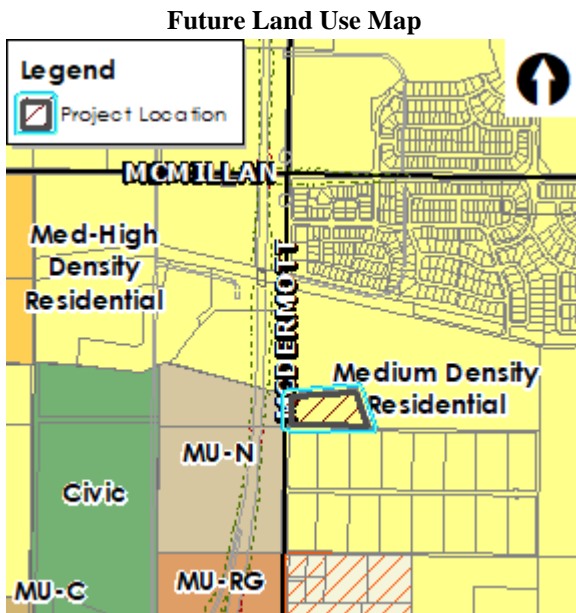 Future Land Use Map
Legend
Project Location
MCMILLAN
Med-High
Density
Residential
MCDERMOTT
Medium Density
Residential
MU-N
Civic
MU-C
MU-RG